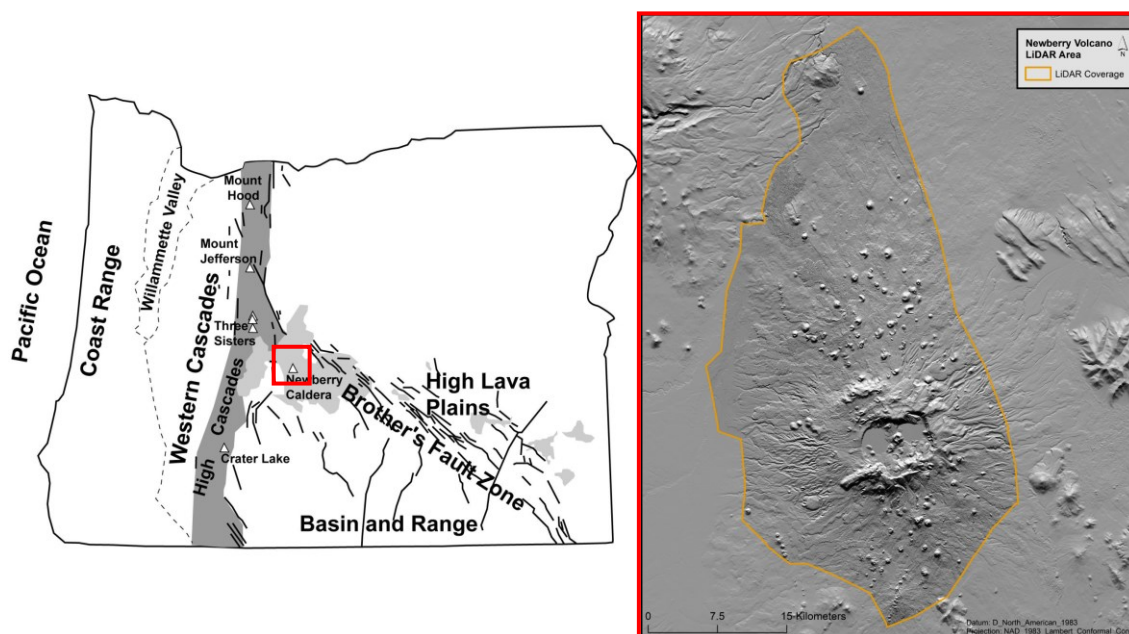 Pacific Ocean
Coast Range
Willammette Valley
Western Cascades
High Cascades
Mount
Hood
Mount
Jefferson
Three
Sisters
Newberry
Caldera
Crater Lake
High Lava
Plains
Brother's Fault Zone
Basin and Range
Newberry Volcano
LiDAR Area
N
LiDAR Coverage
0 7.5 15 Kilometers
Datum: D_North_American_1983
Projection: NAD_1983_Lambert_Conformal_Con